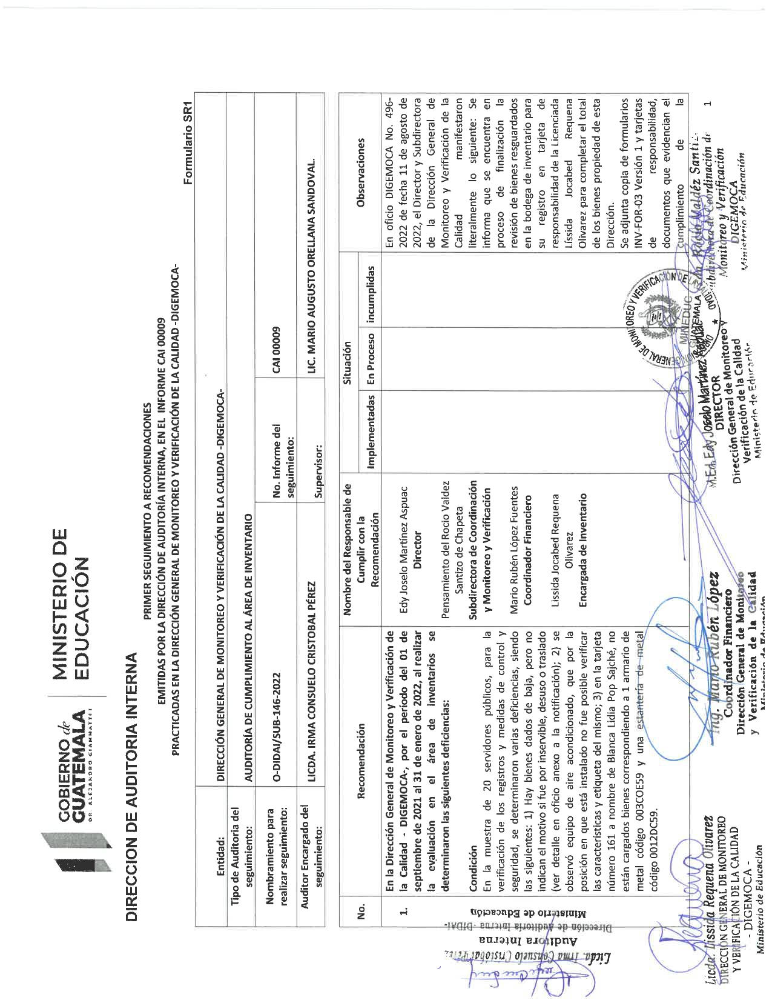 GOBIERNO de
GUATEMALA
DR. ALEJANDRO GIAMMATTEI
MINISTERIO DE
EDUCACIÓN
DIRECCION DE AUDITORIA INTERNA
PRIMER SEGUIMIENTO A RECOMENDACIONES
EMITIDAS POR LA DIRECCIÓN DE AUDITORÍA INTERNA, EN EL INFORME CAI 00009
PRACTICADAS EN LA DIRECCIÓN GENERAL DE MONITOREO Y VERIFICACIÓN DE LA CALIDAD -DIGEMOCA-
Formulario SR1
Entidad:
DIRECCIÓN GENERAL DE MONITOREO Y VERIFICACIÓN DE LA CALIDAD -DIGEMOCA-
Tipo de Auditoria del
seguimiento:
AUDITORÍA DE CUMPLIMIENTO AL ÁREA DE INVENTARIO
Nombramiento para
realizar seguimiento:
O-DIDA/SUB-146-2022
No. Informe del
seguimiento:
CAI 00009
Auditor Encargado del
seguimiento:
LICDA. IRMA CONSUELO CRISTOBAL PÉREZ
Supervisor:
LIC. MARIO AUGUSTO ORELLANA SANDOVAL.
No.
Recomendación
Nombre del Responsable de
Cumplir con la
Recomendación
Situación
Implementadas
En Proceso
incumplidas
Observaciones
1.
En la Dirección General de Monitoreo y Verificación de
la Calidad - DIGEMOCA-, por el período del 01 de
septiembre de 2021 al 31 de enero de 2022, al realizar
la evaluación en el área de inventarios se
determinaron las siguientes deficiencias:
Condición
En la muestra de 20 servidores públicos, para la
verificación de los registros y medidas de control y
seguridad, se determinaron varias deficiencias, siendo
las siguientes: 1) Hay bienes dados de baja, pero no
indican el motivo si fue por inservible, desuso o traslado
(ver detalle en oficio anexo a la notificación); 2) se
observó equipo de aire acondicionado, que por la
posición en que está instalado no fue posible verificar
las características y etiqueta del mismo; 3) en la tarjeta
número 161 a nombre de Blanca Lidia Pop Sajché, no
están cargados bienes correspondiendo a 1 armario de
metal código 003COE59 y una estantería de metal
código 0012DC59.
Edy Joselo Martínez Aspuac
Director
Pensamiento del Rocio Valdez
Santizo de Chapeta
Subdirectora de Coordinación
y Monitoreo y Verificación
Mario Rubén López Fuentes
Coordinador Financiero
Lissida Jocabed Requena
Olivarez
Encargada de Inventario
En oficio DIGEMOCA No. 496-
2022 de fecha 11 de agosto de
2022, el Director y Subdirectora
de la Dirección General de
Monitoreo y Verificación de la
Calidad manifestaron
literalmente lo siguiente: Se
informa que se encuentra en
proceso de finalización la
revisión de bienes resguardados
en la bodega de inventario para
su registro en tarjeta de
responsabilidad de la Licenciada
Líssida Jocabed Requena
Olivarez para completar el total
de los bienes propiedad de esta
Dirección.
Se adjunta copia de formularios
INV-FOR-03 Versión 1 y tarjetas
de responsabilidad,
documentos que evidencian el
cumplimiento de la
1
Licda. Irma Consuelo Cristobal Pérez
Auditora Interna
Dirección de Auditoría Interna -DIDAI-
Ministerio de Educación
Licda. Lissida Requena Olivarez
DIRECCIÓN GENERAL DE MONITOREO
Y VERIFICACIÓN DE LA CALIDAD
- DIGEMOCA -
Ministerio de Educación
Ing. Mario Rubén López
Coordinador Financiero
Dirección General de Monitoreo
y Verificación de la Calidad
Ministerio de Educación
M.Ed. Edy Joselo Martínez Aspuac
DIRECTOR
Dirección General de Monitoreo y
Verificación de la Calidad
Ministerio de Educación
DIRECCIÓN GENERAL DE MONITOREO Y VERIFICACIÓN DE LA CALIDAD
MINEDUC
GUATEMALA
Rocío Valdéz Santiz
Subdirectora de Coordinación de
Monitoreo y Verificación
DIGEMOCA
Ministerio de Educación